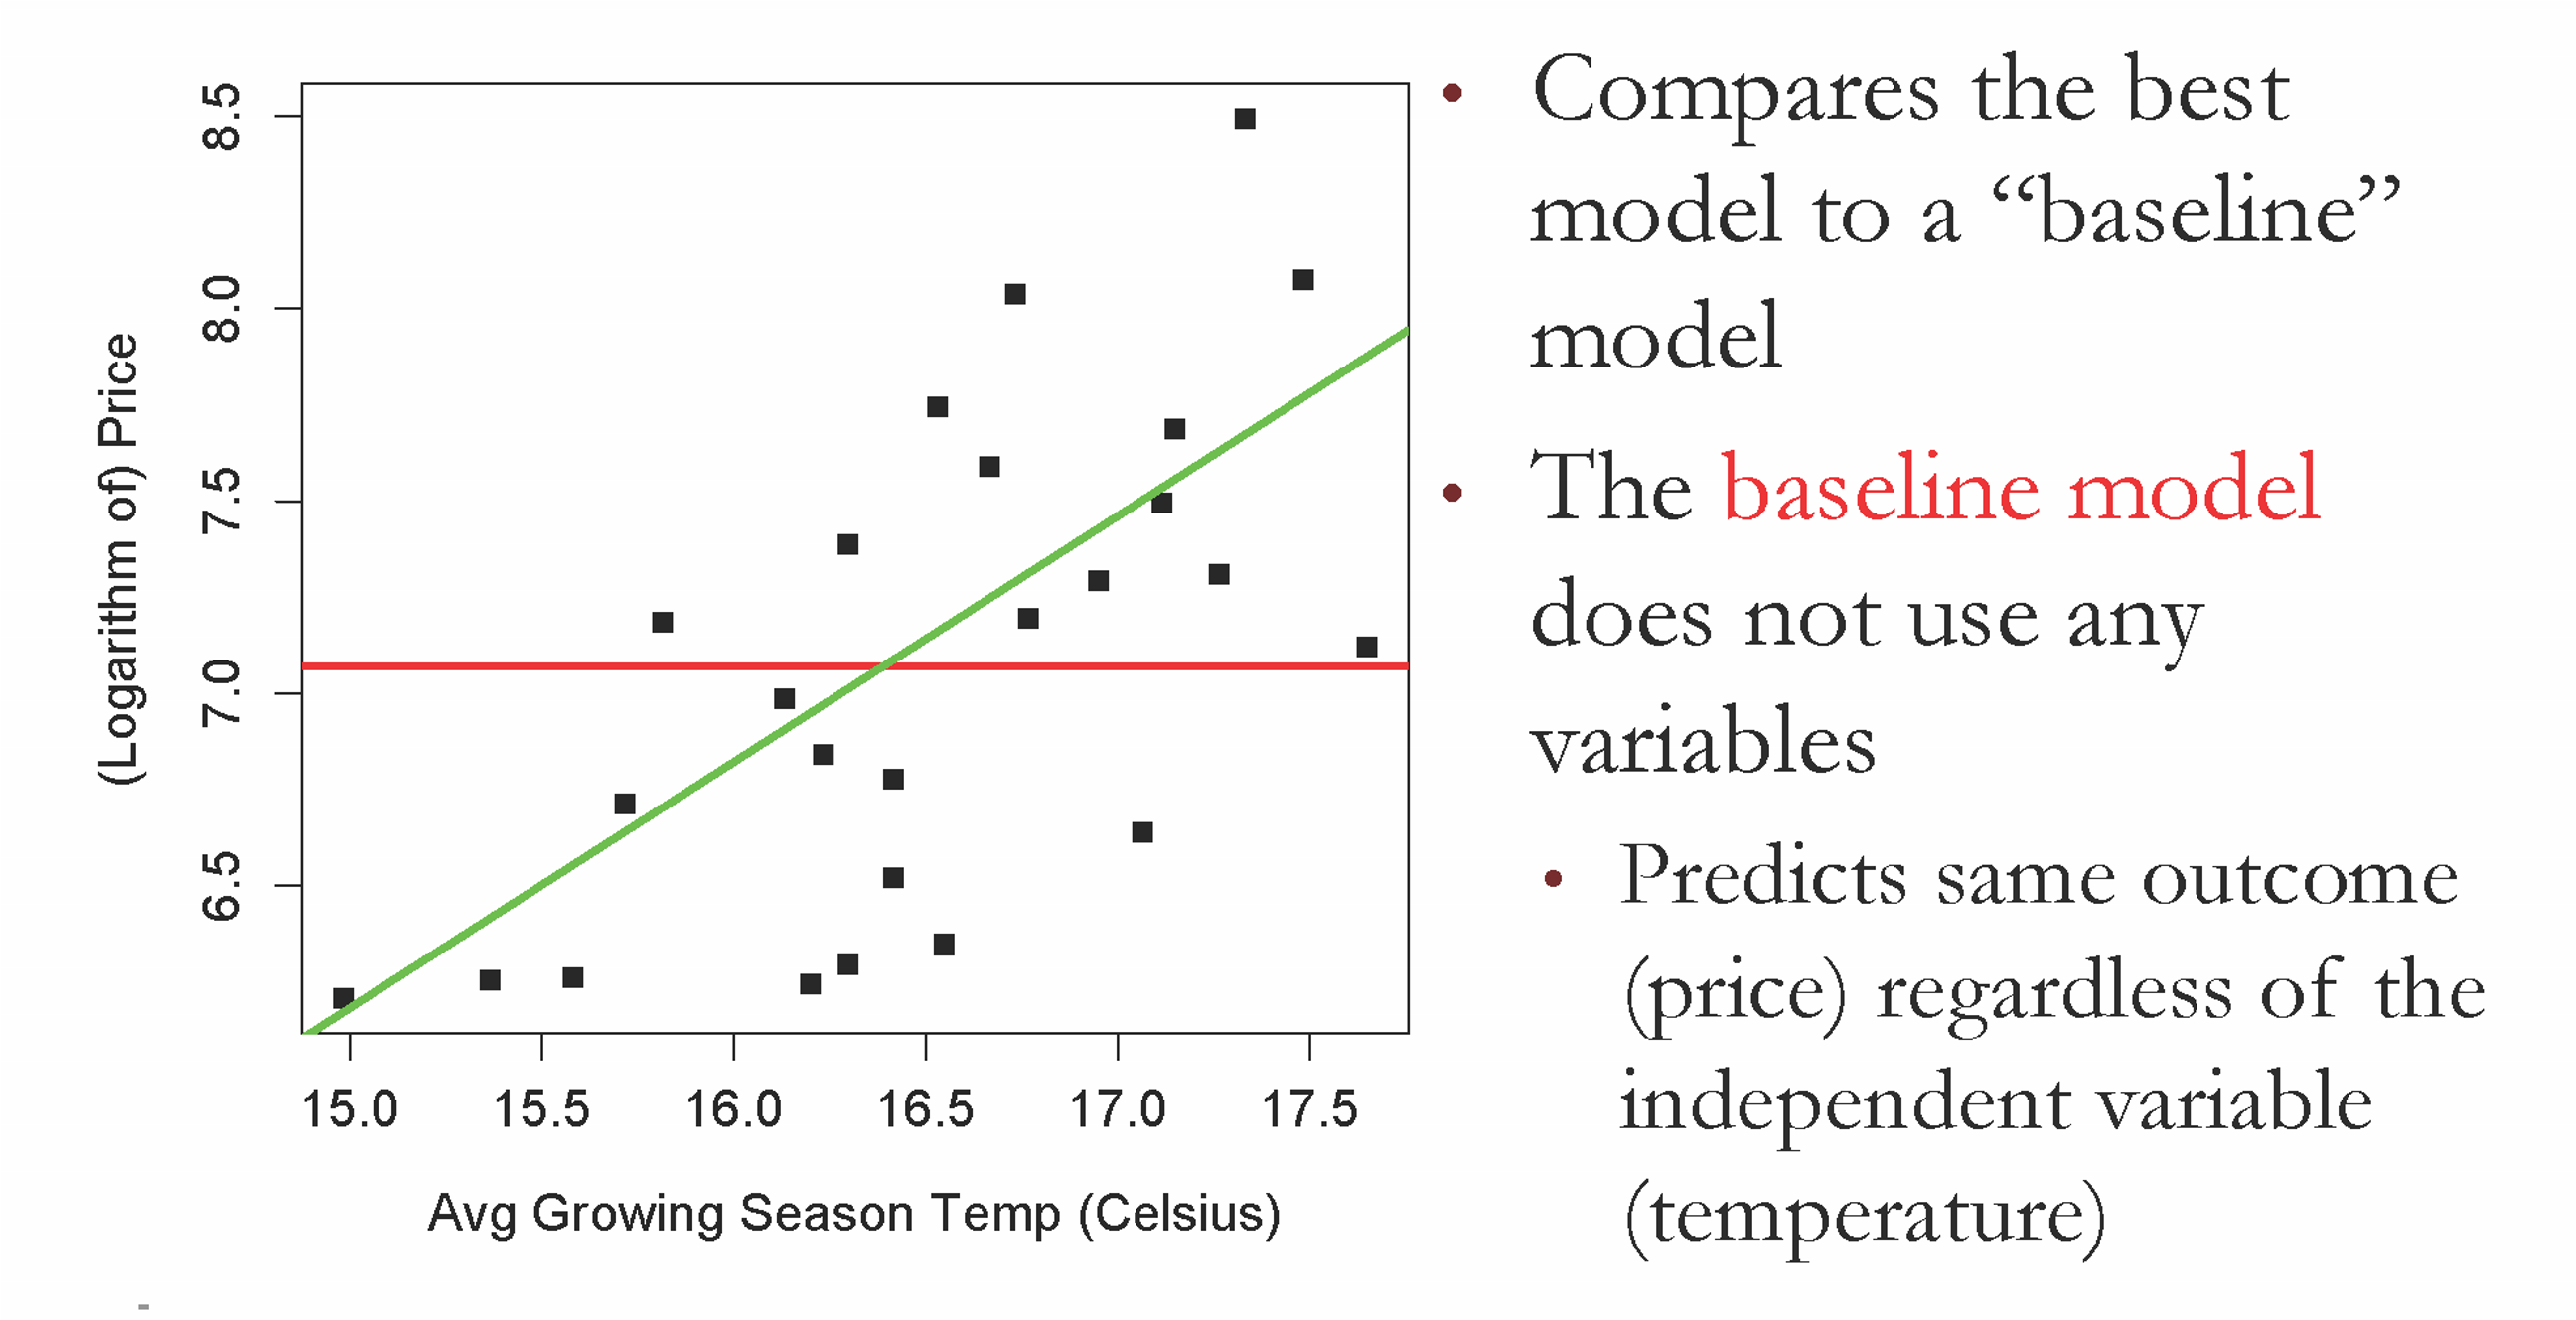 • Compares the best
model to a “baseline”
model
• The baseline model
does not use any
variables
• Predicts same outcome
(price) regardless of the
independent variable
(temperature)
(Logarithm of) Price
8.5
8.0
7.5
7.0
6.5
15.0 15.5 16.0 16.5 17.0 17.5
Avg Growing Season Temp (Celsius)
-